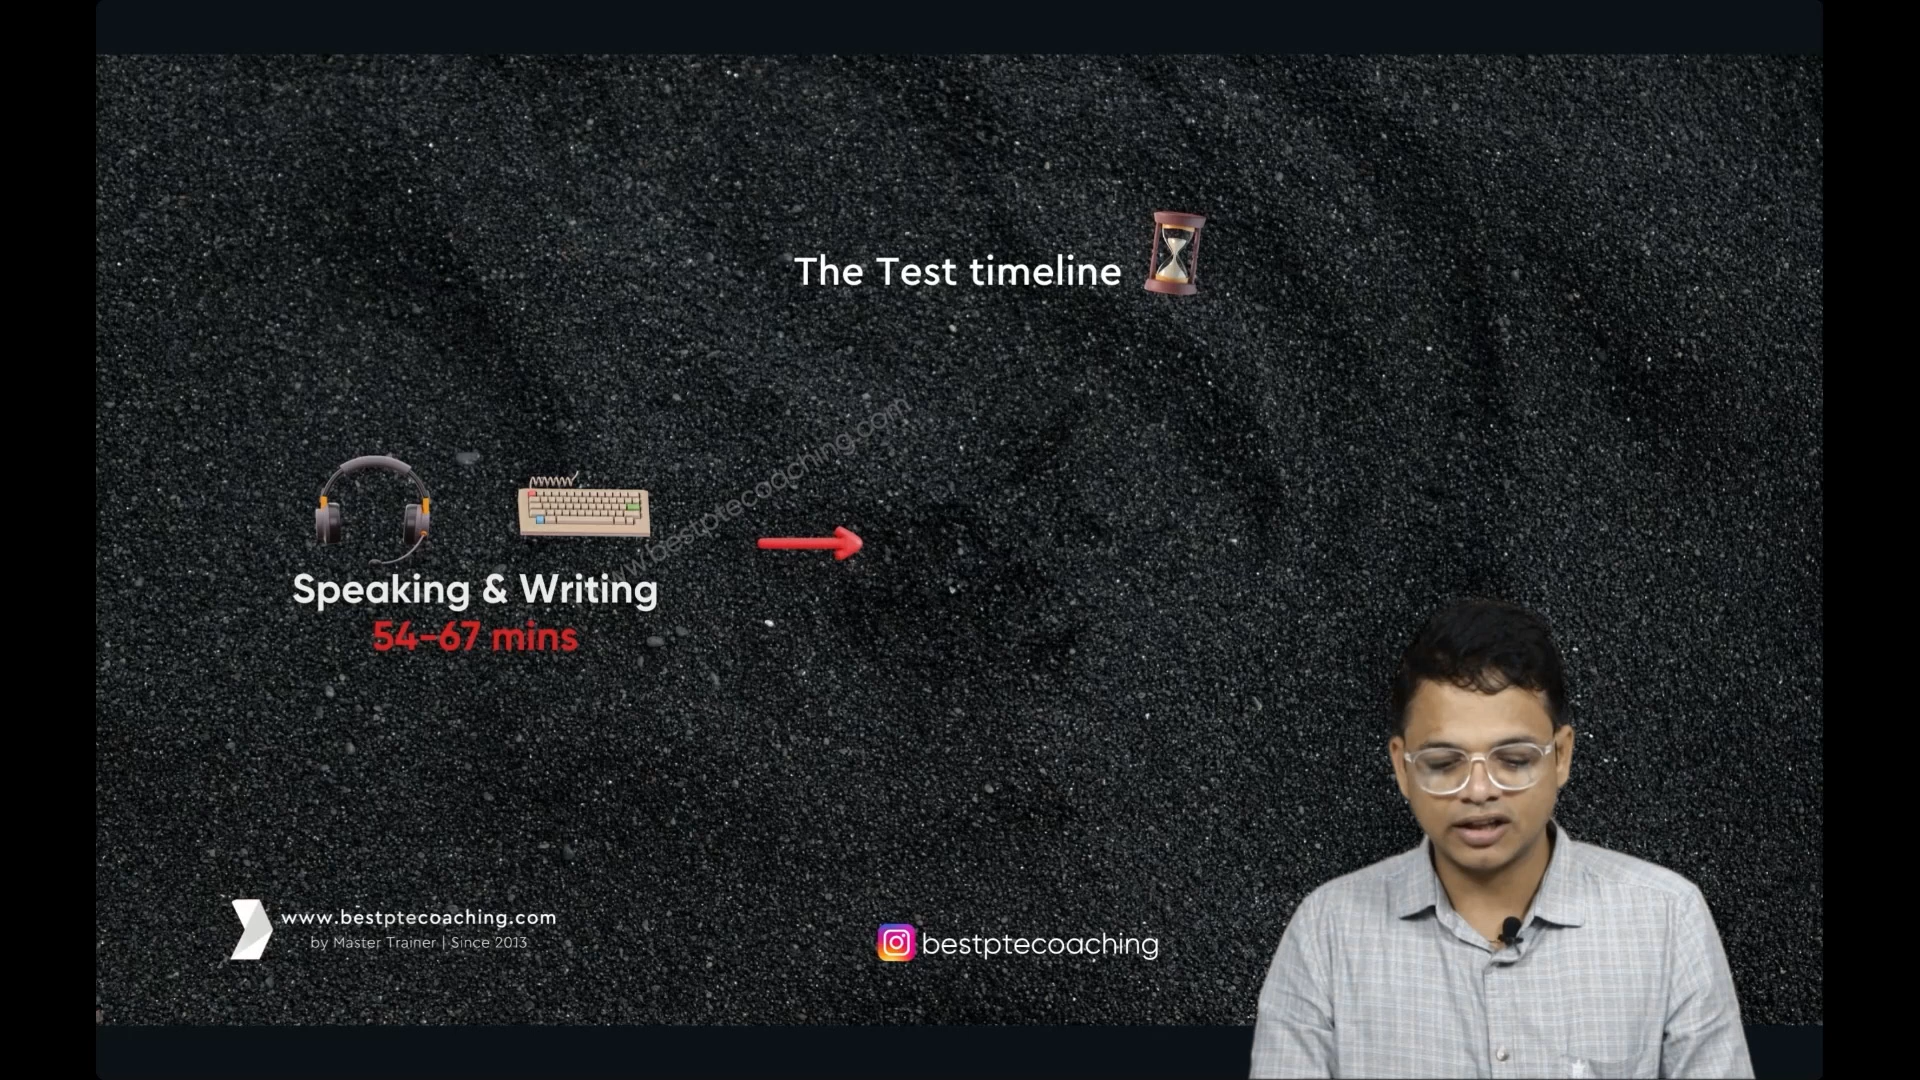 The Test timeline
www.bestptecoaching.com
Speaking & Writing
54-67 mins
www.bestptecoaching.com
by Master Trainer | Since 2013
bestptecoaching